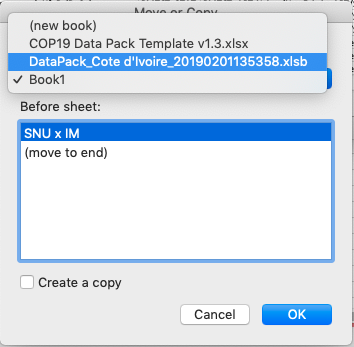 Move or Copy
(new book)
COP19 Data Pack Template v1.3.xlsx
DataPack_Cote d'Ivoire_20190201135358.xlsb
✓ Book1
Before sheet:
SNU x IM
(move to end)
Create a copy
Cancel
OK